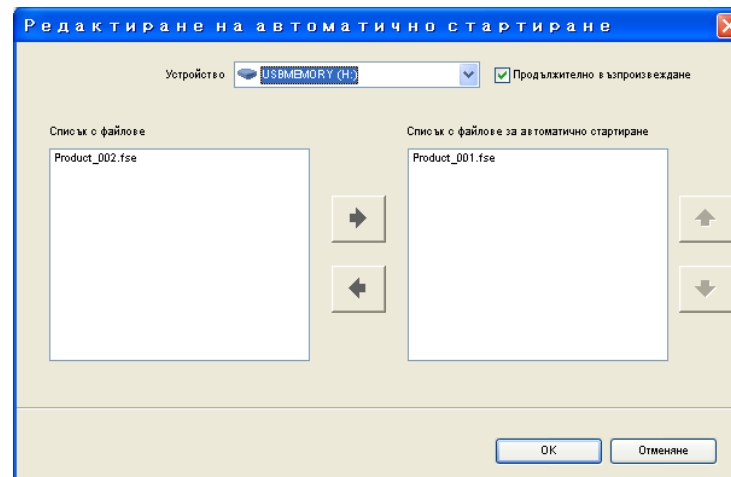 Редактиране на автоматично стартиране
Устройство USBMEMORY (H:) Продължително възпроизвеждане
Списък с файлове Списък с файлове за автоматично стартиране
Product_002.fse Product_001.fse
OK Отменяне